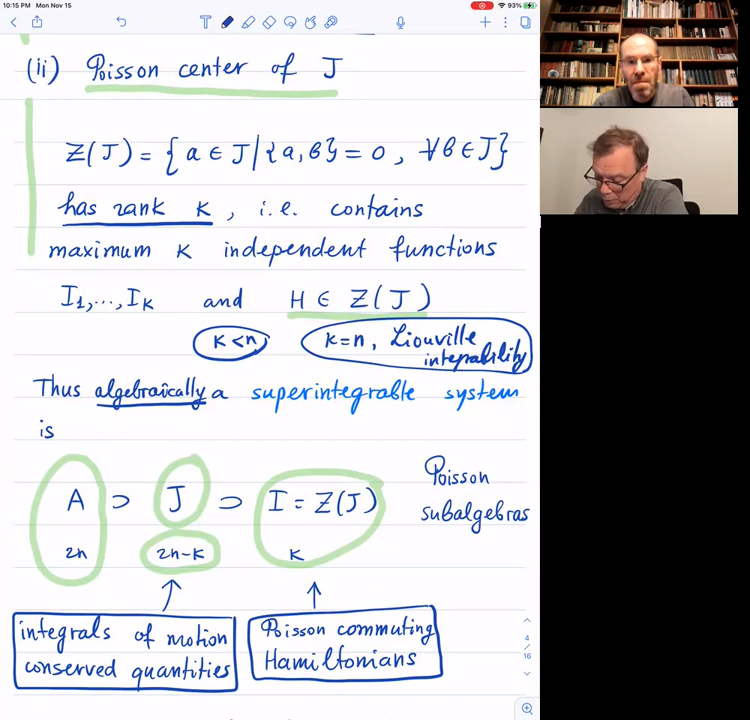 10:15 PM Mon Nov 15
93%
(ii) Poisson center of J
Z(J) = {a ∈ J | {a, b} = 0, ∀b ∈ J}
has rank k, i.e. contains
maximum k independent functions
I₁, ..., Iₖ and H ∈ Z(J)
k<n
k=n, Liouville
integrability
Thus algebraically a superintegrable system
is
A ⊃ J ⊃ I = Z(J)
Poisson
subalgebras
2n 2n-k k
integrals of motion
conserved quantities
Poisson commuting
Hamiltonians
4
16